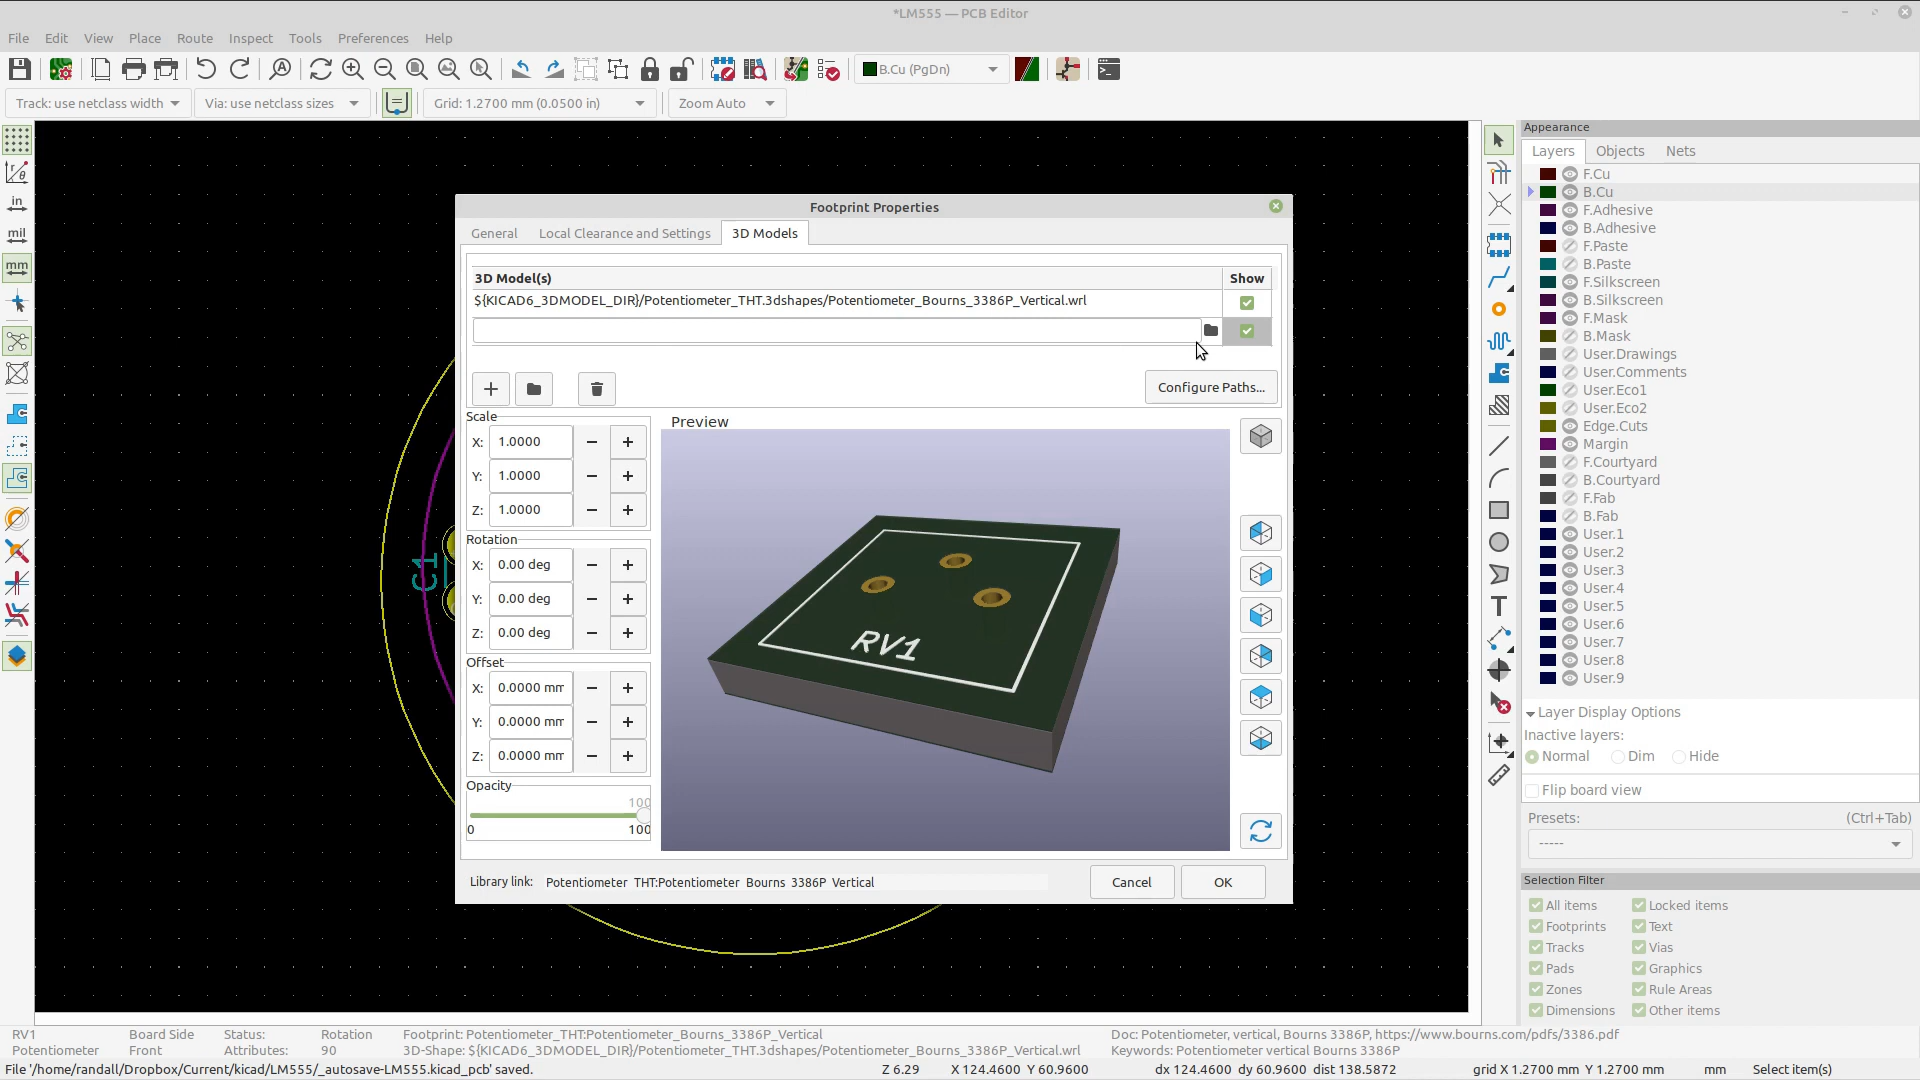 *LM555 — PCB Editor
File Edit View Place Route Inspect Tools Preferences Help
B.Cu (PgDn)
Track: use netclass width Via: use netclass sizes Grid: 1.2700 mm (0.0500 in) Zoom Auto
in
mil
mm
C1
Footprint Properties
General Local Clearance and Settings 3D Models
3D Model(s) Show
${KICAD6_3DMODEL_DIR}/Potentiometer_THT.3dshapes/Potentiometer_Bourns_3386P_Vertical.wrl
Configure Paths...
Scale
X: 1.0000
Y: 1.0000
Z: 1.0000
Rotation
X: 0.00 deg
Y: 0.00 deg
Z: 0.00 deg
Offset
X: 0.0000 mm
Y: 0.0000 mm
Z: 0.0000 mm
Opacity
100
0 100
Preview
RV1
Library link: Potentiometer_THT:Potentiometer_Bourns_3386P_Vertical
Cancel OK
Appearance
Layers Objects Nets
F.Cu
B.Cu
F.Adhesive
B.Adhesive
F.Paste
B.Paste
F.Silkscreen
B.Silkscreen
F.Mask
B.Mask
User.Drawings
User.Comments
User.Eco1
User.Eco2
Edge.Cuts
Margin
F.Courtyard
B.Courtyard
F.Fab
B.Fab
User.1
User.2
User.3
User.4
User.5
User.6
User.7
User.8
User.9
Layer Display Options
Inactive layers:
Normal Dim Hide
Flip board view
Presets: (Ctrl+Tab)
-----
Selection Filter
All items Locked items
Footprints Text
Tracks Vias
Pads Graphics
Zones Rule Areas
Dimensions Other items
RV1 Board Side Status: Rotation Footprint: Potentiometer_THT:Potentiometer_Bourns_3386P_Vertical Doc: Potentiometer, vertical, Bourns 3386P, https://www.bourns.com/pdfs/3386.pdf
Potentiometer Front Attributes: 90 3D-Shape: ${KICAD6_3DMODEL_DIR}/Potentiometer_THT.3dshapes/Potentiometer_Bourns_3386P_Vertical.wrl Keywords: Potentiometer vertical Bourns 3386P
File '/home/randall/Dropbox/Current/kicad/LM555/_autosave-LM555.kicad_pcb' saved. Z 6.29 X 124.4600 Y 60.9600 dx 124.4600 dy 60.9600 dist 138.5872 grid X 1.2700 mm Y 1.2700 mm mm Select item(s)